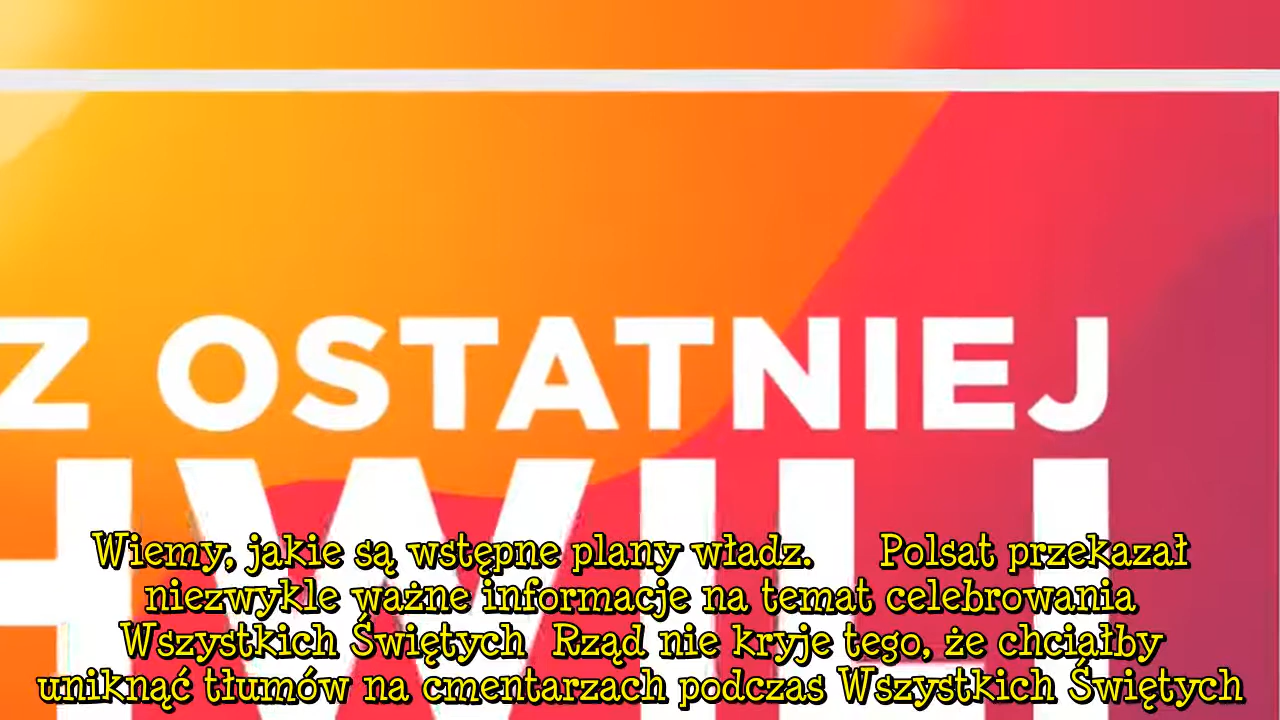 Z OSTATNIEJ
HWILI
Wiemy, jakie są wstępne plany władz. Polsat przekazał
niezwykle ważne informacje na temat celebrowania
Wszystkich Świętych Rząd nie kryje tego, że chciałby
uniknąć tłumów na cmentarzach podczas Wszystkich Świętych